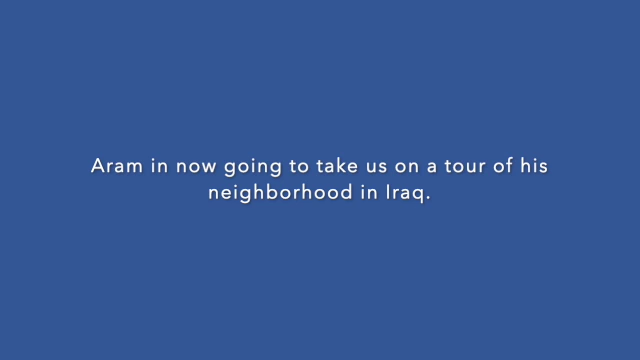 Aram in now going to take us on a tour of his
neighborhood in Iraq.